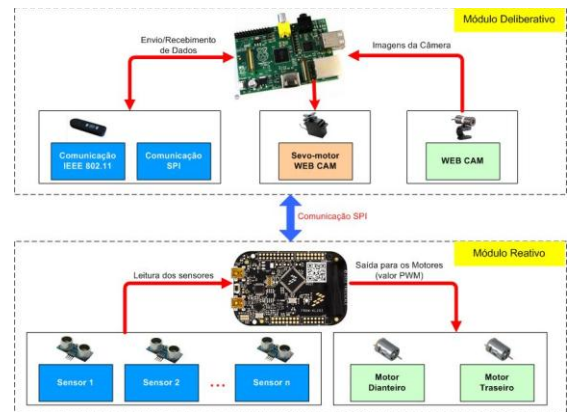 Módulo Deliberativo
Envio/Recebimento
de Dados
Imagens da Câmera
Comunicação
IEEE 802.11
Comunicação
SPI
Sevo-motor
WEB CAM
WEB CAM
Comunicação SPI
Módulo Reativo
Leitura dos sensores
Saída para os Motores
(valor PWM)
Sensor 1
Sensor 2
...
Sensor n
Motor
Dianteiro
Motor
Traseiro